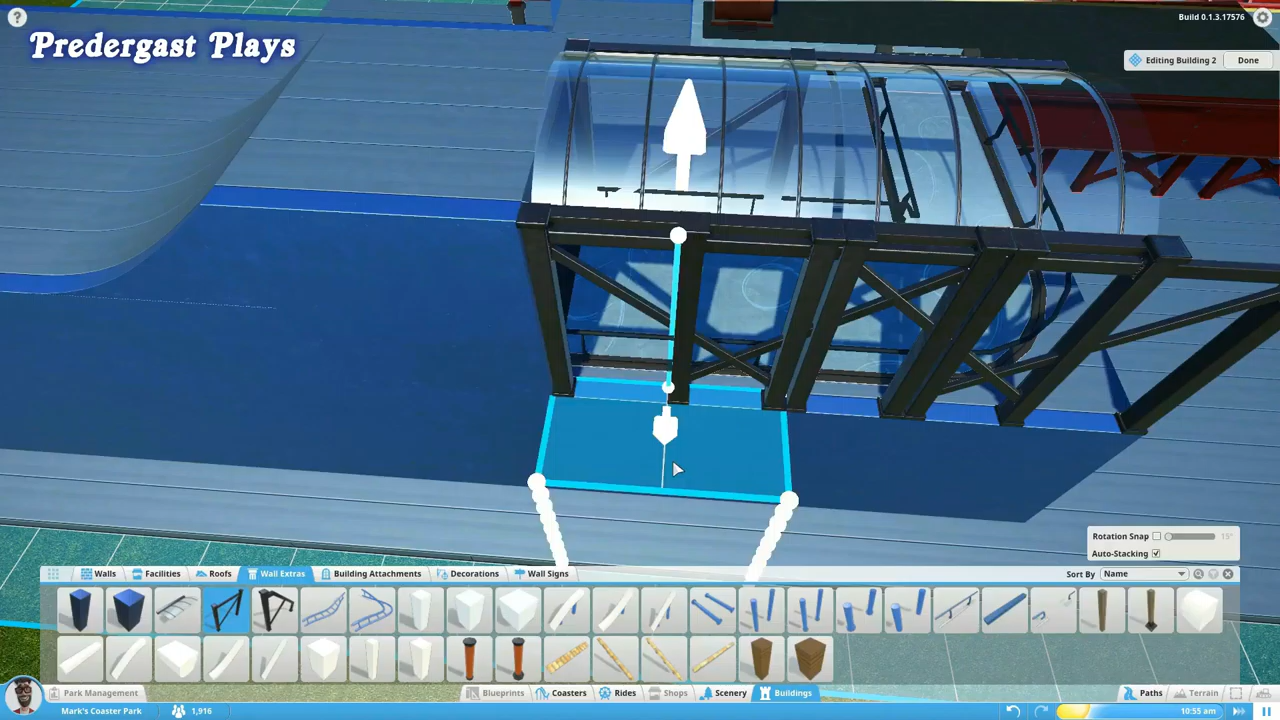 Predergast Plays
Build 0.1.3.17576
Editing Building 2
Done
Rotation Snap
15°
Auto-Stacking
Walls
Facilities
Roofs
Wall Extras
Building Attachments
Decorations
Wall Signs
Sort By
Name
Park Management
Blueprints
Coasters
Rides
Shops
Scenery
Buildings
Paths
Terrain
Mark's Coaster Park
1,916
10:55 am